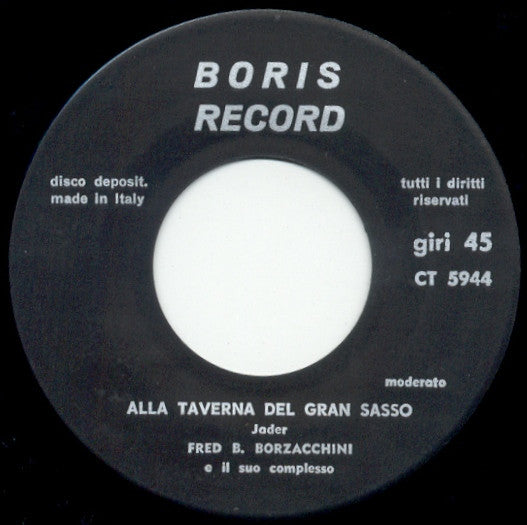 BORIS
RECORD
disco deposit.
made in Italy
tutti i diritti
riservati
giri 45
CT 5944
moderato
ALLA TAVERNA DEL GRAN SASSO
Jader
FRED B. BORZACCHINI
e il suo complesso